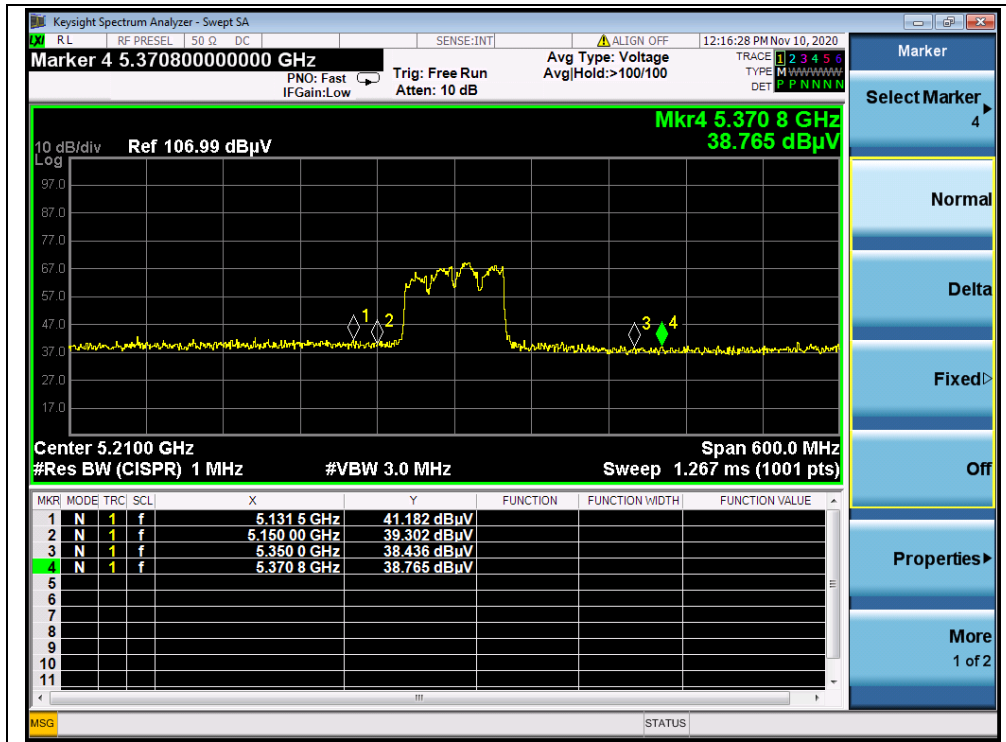 Keysight Spectrum Analyzer - Swept SA
LXI RL RF PRESEL 50 Ω DC SENSE:INT ALIGN OFF 12:16:28 PM Nov 10, 2020
Marker 4 5.370800000000 GHz
PNO: Fast
IFGain:Low
Trig: Free Run
Atten: 10 dB
Avg Type: Voltage
Avg|Hold:>100/100
TRACE 1 2 3 4 5 6
TYPE M W W W W W
DET P P N N N N
Mkr4 5.370 8 GHz
38.765 dBµV
10 dB/div Ref 106.99 dBµV
Log
97.0
87.0
77.0
67.0
57.0
47.0
37.0
27.0
17.0
1
2
3
4
Center 5.2100 GHz Span 600.0 MHz
#Res BW (CISPR) 1 MHz #VBW 3.0 MHz Sweep 1.267 ms (1001 pts)
MKR MODE TRC SCL X Y FUNCTION FUNCTION WIDTH FUNCTION VALUE
1 N 1 f 5.131 5 GHz 41.182 dBµV
2 N 1 f 5.150 00 GHz 39.302 dBµV
3 N 1 f 5.350 0 GHz 38.436 dBµV
4 N 1 f 5.370 8 GHz 38.765 dBµV
5
6
7
8
9
10
11
MSG STATUS
Marker
Select Marker
4
Normal
Delta
Fixed
Off
Properties
More
1 of 2